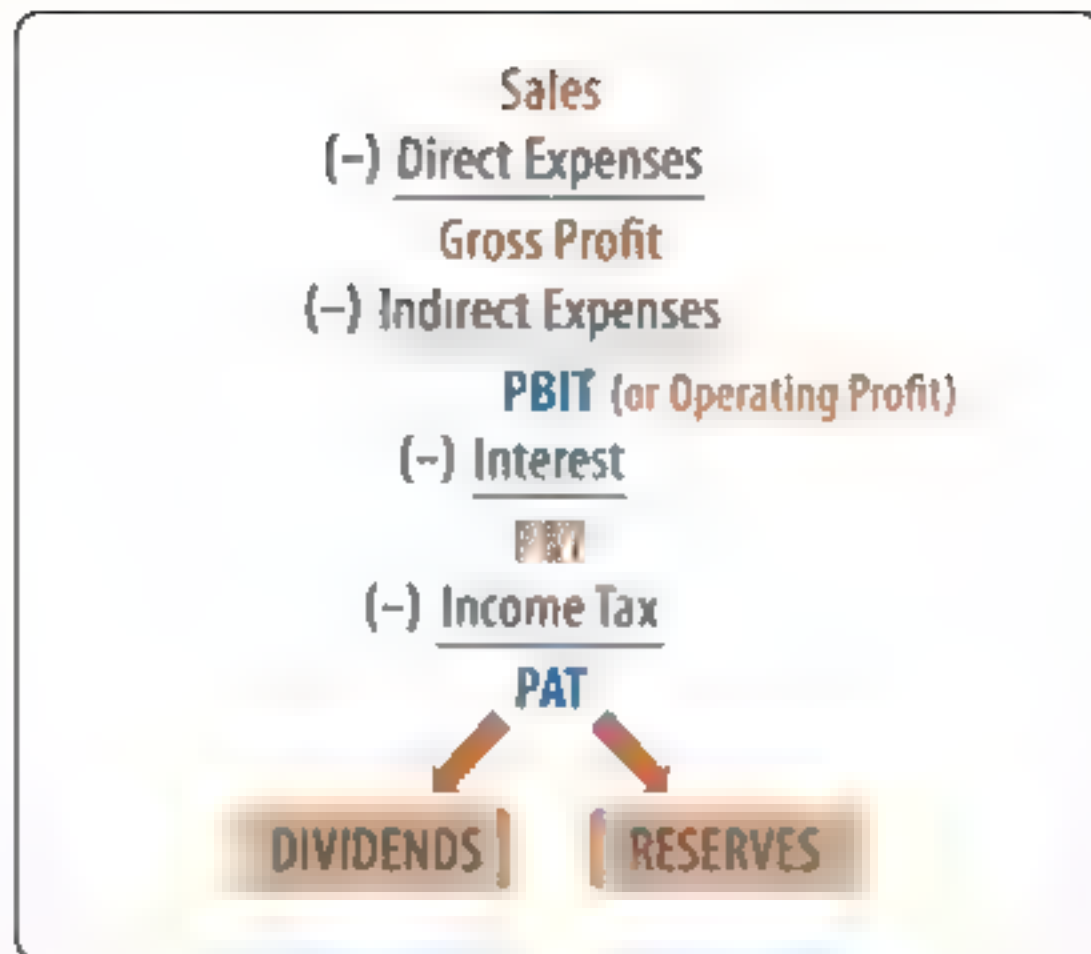 Sales
(–) Direct Expenses
Gross Profit
(–) Indirect Expenses
PBIT (or Operating Profit)
(–) Interest
(–) Income Tax
PAT
DIVIDENDS RESERVES